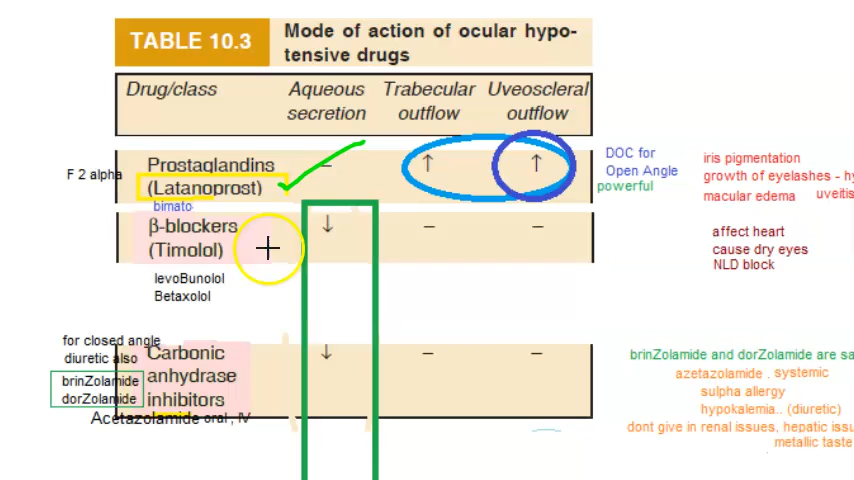 TABLE 10.3 Mode of action of ocular hypo-
tensive drugs
Drug/class Aqueous secretion Trabecular outflow Uveoscleral outflow
F 2 alpha Prostaglandins (Latanoprost) – ↑ ↑
bimato
DOC for
Open Angle
powerful
iris pigmentation
growth of eyelashes - hy
macular edema uveitis
β-blockers (Timolol) ↓ – –
levoBunolol
Betaxolol
affect heart
cause dry eyes
NLD block
for closed angle
diuretic also
Carbonic anhydrase inhibitors ↓ – –
brinZolamide
dorZolamide
Acetazolamide oral , IV
brinZolamide and dorZolamide are sa
azetazolamide . systemic
sulpha allergy
hypokalemia.. (diuretic)
dont give in renal issues, hepatic issu
metallic taste